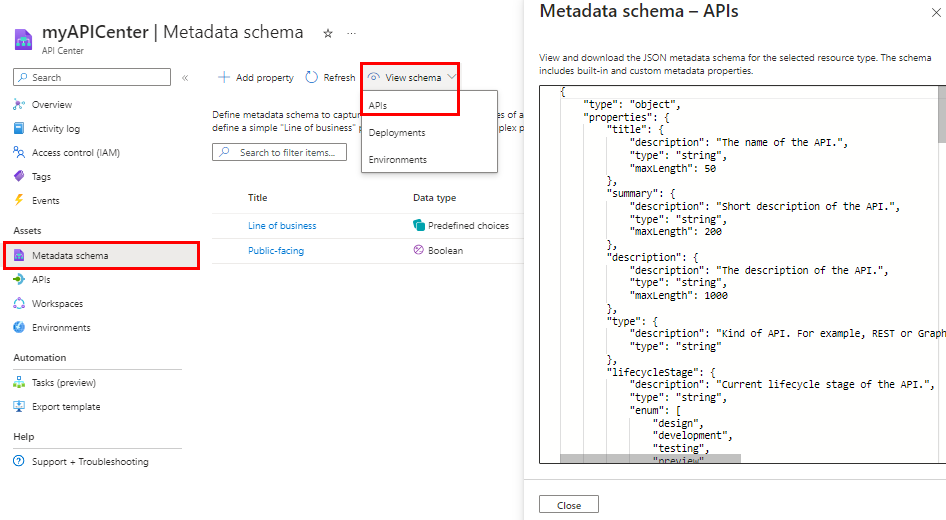 myAPICenter | Metadata schema ☆ ...
API Center
Search «
Overview
Activity log
Access control (IAM)
Tags
Events
Assets
Metadata schema
APIs
Workspaces
Environments
Automation
Tasks (preview)
Export template
Help
Support + Troubleshooting
+ Add property Refresh View schema
APIs
Deployments
Environments
Define metadata schema to captur es of a
define a simple "Line of business" p plex p
Search to filter items...
Title Data type
Line of business Predefined choices
Public-facing Boolean
Metadata schema – APIs
View and download the JSON metadata schema for the selected resource type. The schema
includes built-in and custom metadata properties.
{
"type": "object",
"properties": {
"title": {
"description": "The name of the API.",
"type": "string",
"maxLength": 50
},
"summary": {
"description": "Short description of the API.",
"type": "string",
"maxLength": 200
},
"description": {
"description": "The description of the API.",
"type": "string",
"maxLength": 1000
},
"type": {
"description": "Kind of API. For example, REST or Graph
"type": "string"
},
"lifecycleStage": {
"description": "Current lifecycle stage of the API.",
"type": "string",
"enum": [
"design",
"development",
"testing",
"preview"
Close